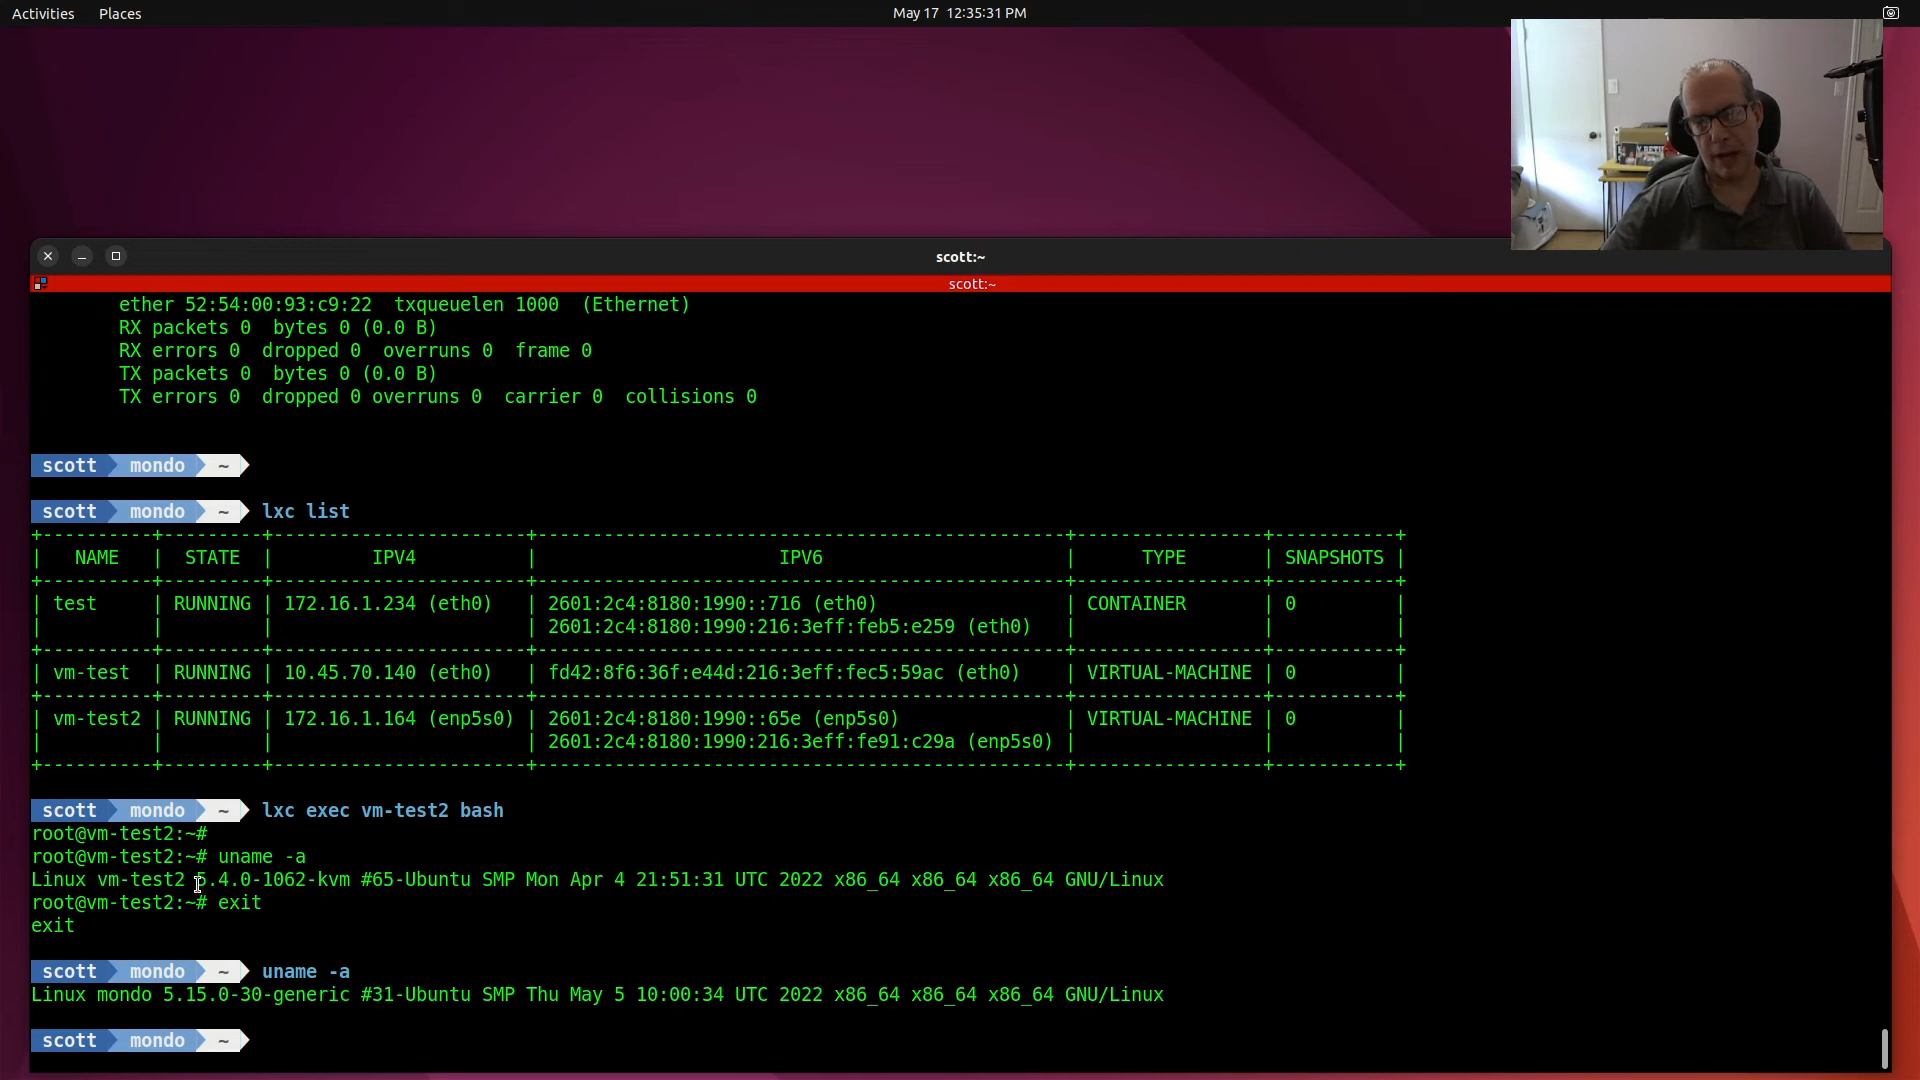 Activities Places May 17 12:35:31 PM
scott:~
scott:~
ether 52:54:00:93:c9:22 txqueuelen 1000 (Ethernet)
RX packets 0 bytes 0 (0.0 B)
RX errors 0 dropped 0 overruns 0 frame 0
TX packets 0 bytes 0 (0.0 B)
TX errors 0 dropped 0 overruns 0 carrier 0 collisions 0
scott mondo ~
scott mondo ~ lxc list
+----------+---------+-----------------------+------------------------------------------------+-----------------+-----------+
| NAME | STATE | IPV4 | IPV6 | TYPE | SNAPSHOTS |
+----------+---------+-----------------------+------------------------------------------------+-----------------+-----------+
| test | RUNNING | 172.16.1.234 (eth0) | 2601:2c4:8180:1990::716 (eth0) | CONTAINER | 0 |
| | | | 2601:2c4:8180:1990:216:3eff:feb5:e259 (eth0) | | |
+----------+---------+-----------------------+------------------------------------------------+-----------------+-----------+
| vm-test | RUNNING | 10.45.70.140 (eth0) | fd42:8f6:36f:e44d:216:3eff:fec5:59ac (eth0) | VIRTUAL-MACHINE | 0 |
+----------+---------+-----------------------+------------------------------------------------+-----------------+-----------+
| vm-test2 | RUNNING | 172.16.1.164 (enp5s0) | 2601:2c4:8180:1990::65e (enp5s0) | VIRTUAL-MACHINE | 0 |
| | | | 2601:2c4:8180:1990:216:3eff:fe91:c29a (enp5s0) | | |
+----------+---------+-----------------------+------------------------------------------------+-----------------+-----------+
scott mondo ~ lxc exec vm-test2 bash
root@vm-test2:~#
root@vm-test2:~# uname -a
Linux vm-test2 5.4.0-1062-kvm #65-Ubuntu SMP Mon Apr 4 21:51:31 UTC 2022 x86_64 x86_64 x86_64 GNU/Linux
root@vm-test2:~# exit
exit
scott mondo ~ uname -a
Linux mondo 5.15.0-30-generic #31-Ubuntu SMP Thu May 5 10:00:34 UTC 2022 x86_64 x86_64 x86_64 GNU/Linux
scott mondo ~